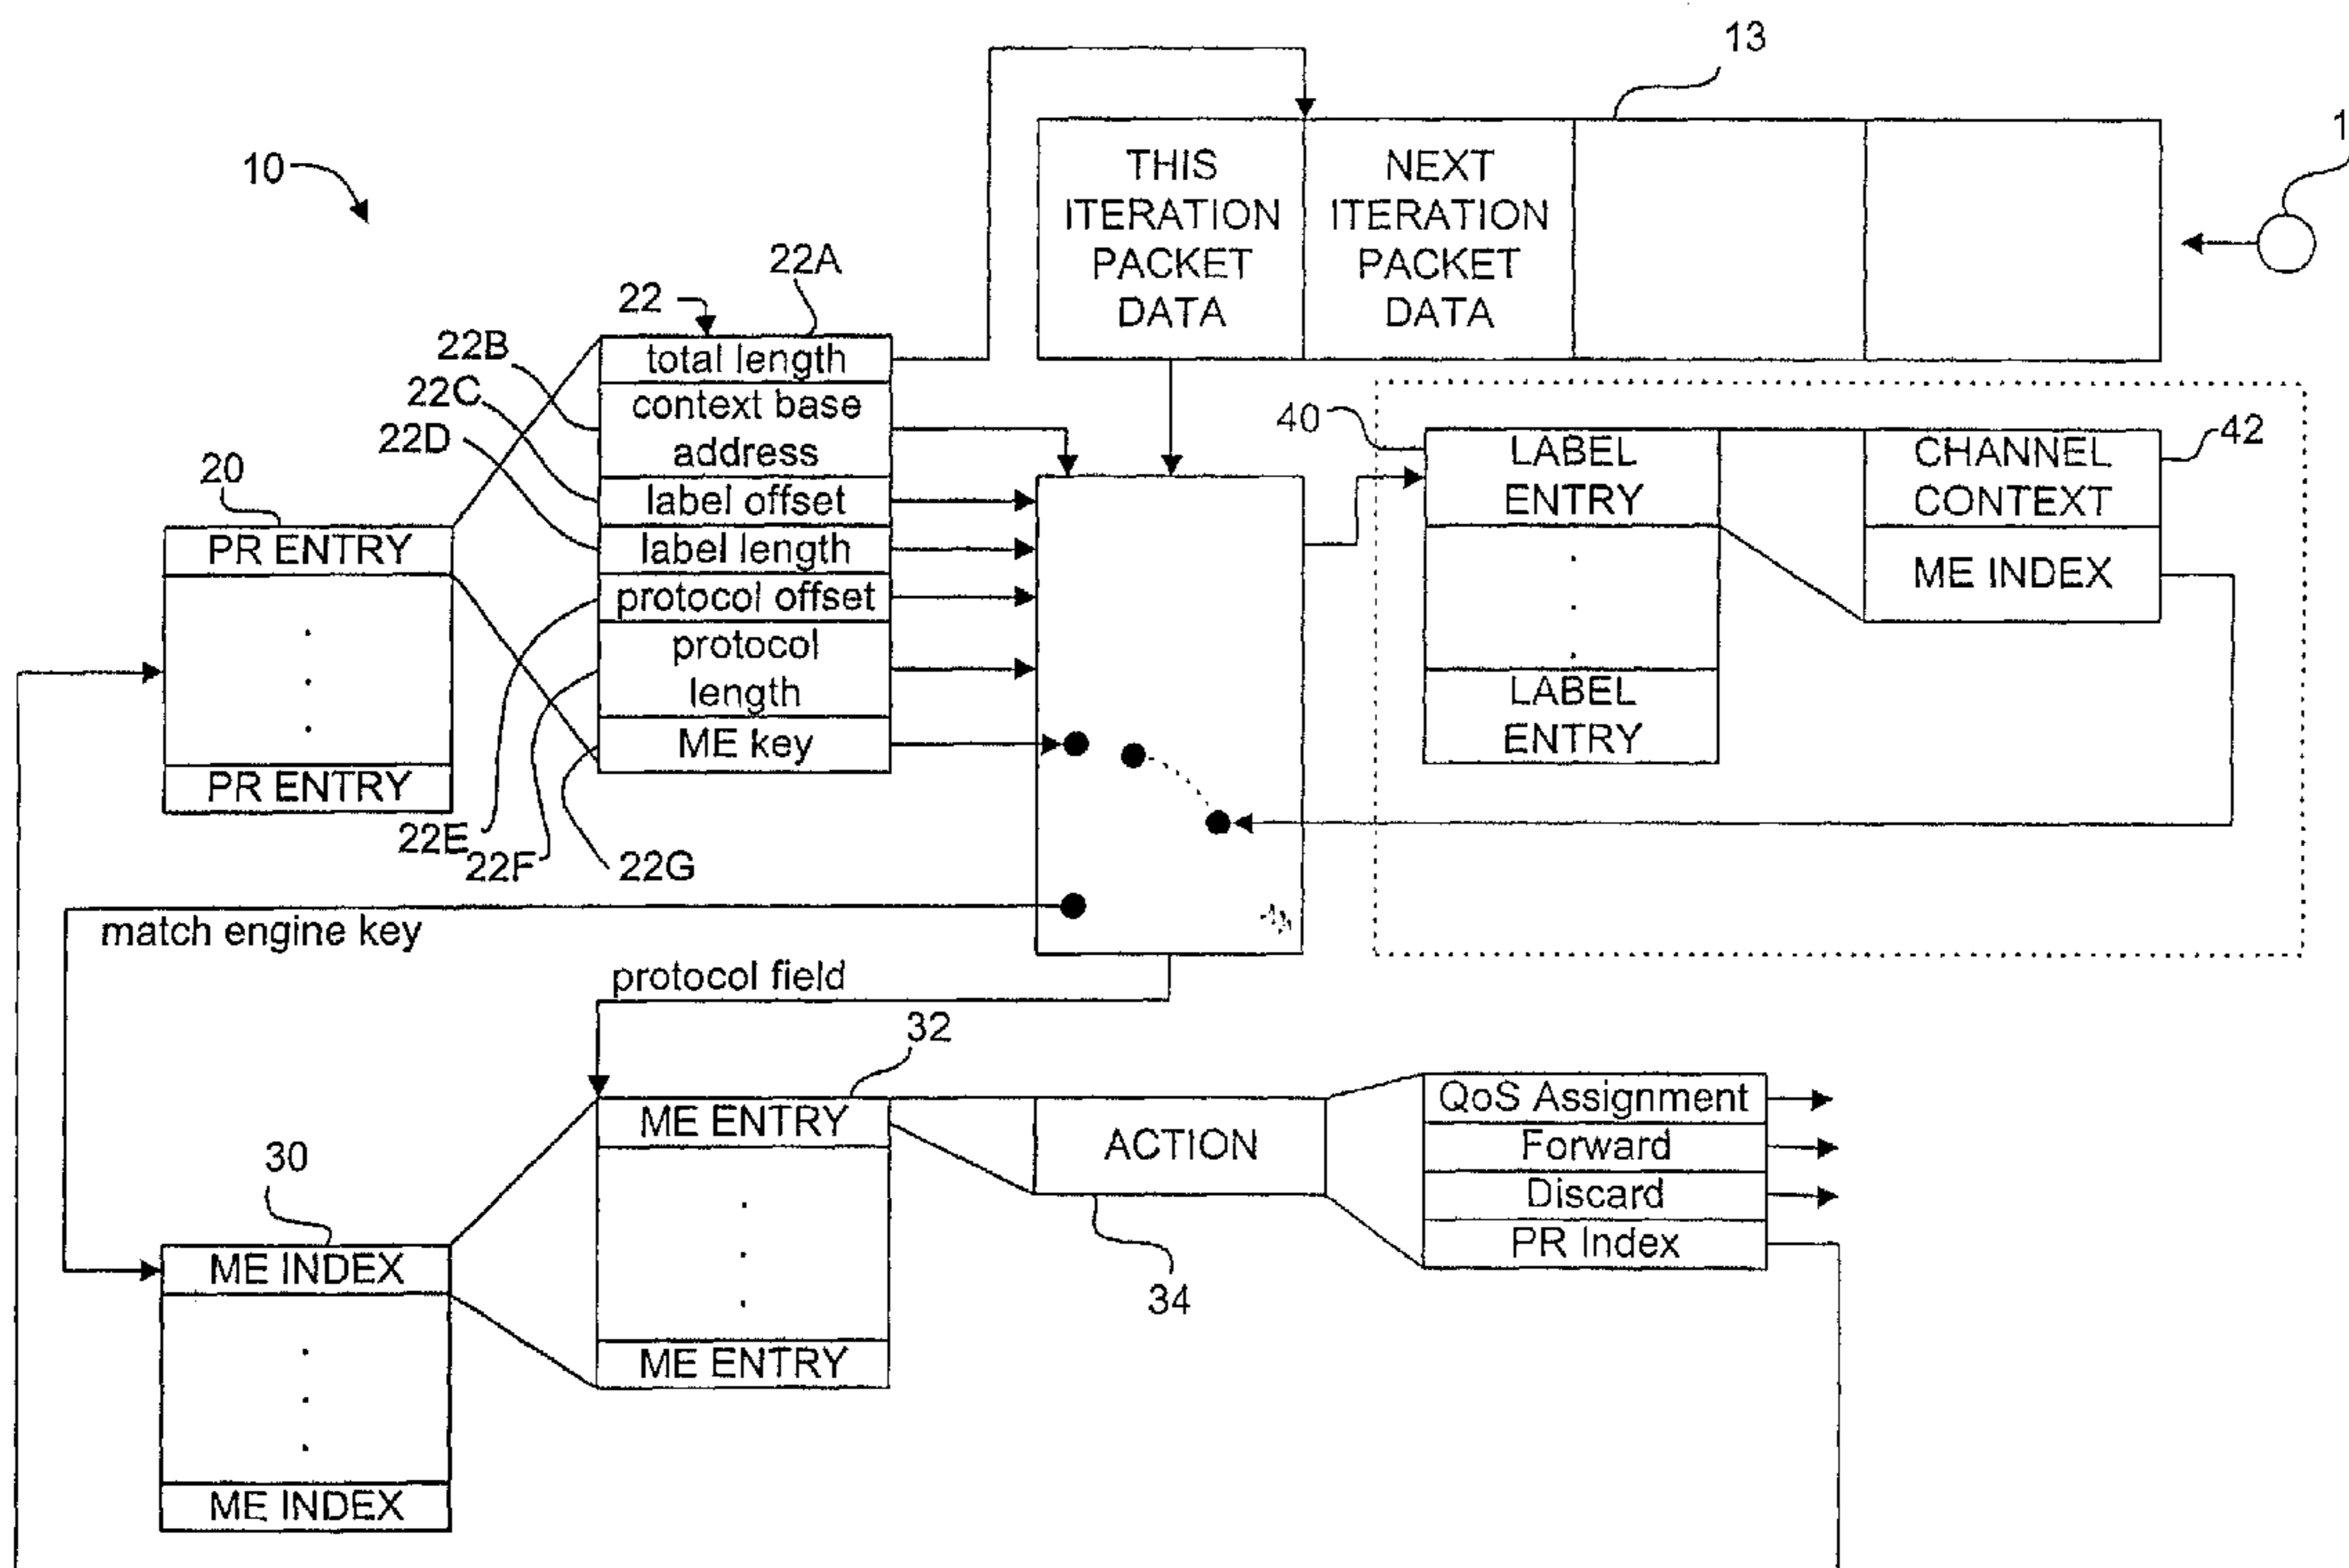 13
10
THIS
ITERATION
PACKET
DATA
NEXT
ITERATION
PACKET
DATA
22A
22
22B
22C
22D
total length
context base
address
label offset
label length
protocol offset
protocol
length
ME key
20
PR ENTRY
PR ENTRY
22E
22F
22G
40
LABEL
ENTRY
LABEL
ENTRY
42
CHANNEL
CONTEXT
ME INDEX
match engine key
protocol field
30
ME INDEX
ME INDEX
32
ME ENTRY
ME ENTRY
ACTION
34
QoS Assignment
Forward
Discard
PR Index